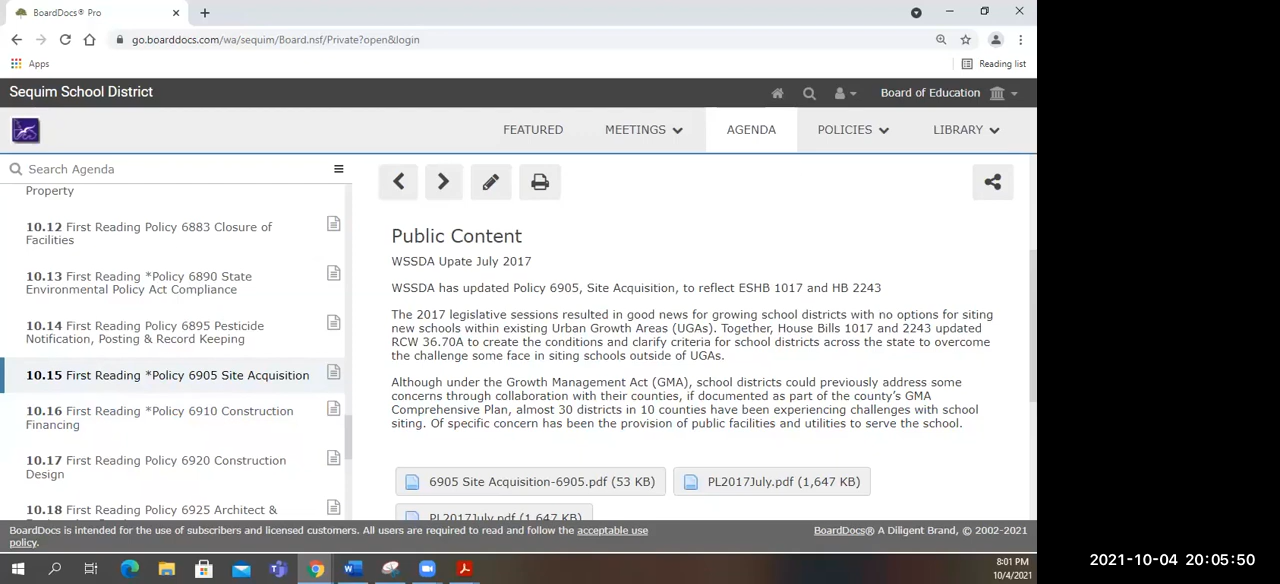 BoardDocs® Pro
go.boarddocs.com/wa/sequim/Board.nsf/Private?open&login
Apps
Reading list
Sequim School District
Board of Education
FEATURED
MEETINGS
AGENDA
POLICIES
LIBRARY
Search Agenda
Property
10.12 First Reading Policy 6883 Closure of
Facilities
10.13 First Reading *Policy 6890 State
Environmental Policy Act Compliance
10.14 First Reading Policy 6895 Pesticide
Notification, Posting & Record Keeping
10.15 First Reading *Policy 6905 Site Acquisition
10.16 First Reading *Policy 6910 Construction
Financing
10.17 First Reading Policy 6920 Construction
Design
10.18 First Reading Policy 6925 Architect &
Public Content
WSSDA Upate July 2017
WSSDA has updated Policy 6905, Site Acquisition, to reflect ESHB 1017 and HB 2243
The 2017 legislative sessions resulted in good news for growing school districts with no options for siting
new schools within existing Urban Growth Areas (UGAs). Together, House Bills 1017 and 2243 updated
RCW 36.70A to create the conditions and clarify criteria for school districts across the state to overcome
the challenge some face in siting schools outside of UGAs.
Although under the Growth Management Act (GMA), school districts could previously address some
concerns through collaboration with their counties, if documented as part of the county's GMA
Comprehensive Plan, almost 30 districts in 10 counties have been experiencing challenges with school
siting. Of specific concern has been the provision of public facilities and utilities to serve the school.
6905 Site Acquisition-6905.pdf (53 KB)
PL2017July.pdf (1,647 KB)
PL2017July.pdf (1,647 KB)
BoardDocs is intended for the use of subscribers and licensed customers. All users are required to read and follow the acceptable use
policy.
BoardDocs® A Diligent Brand, © 2002-2021
8:01 PM
10/4/2021
2021-10-04 20:05:50